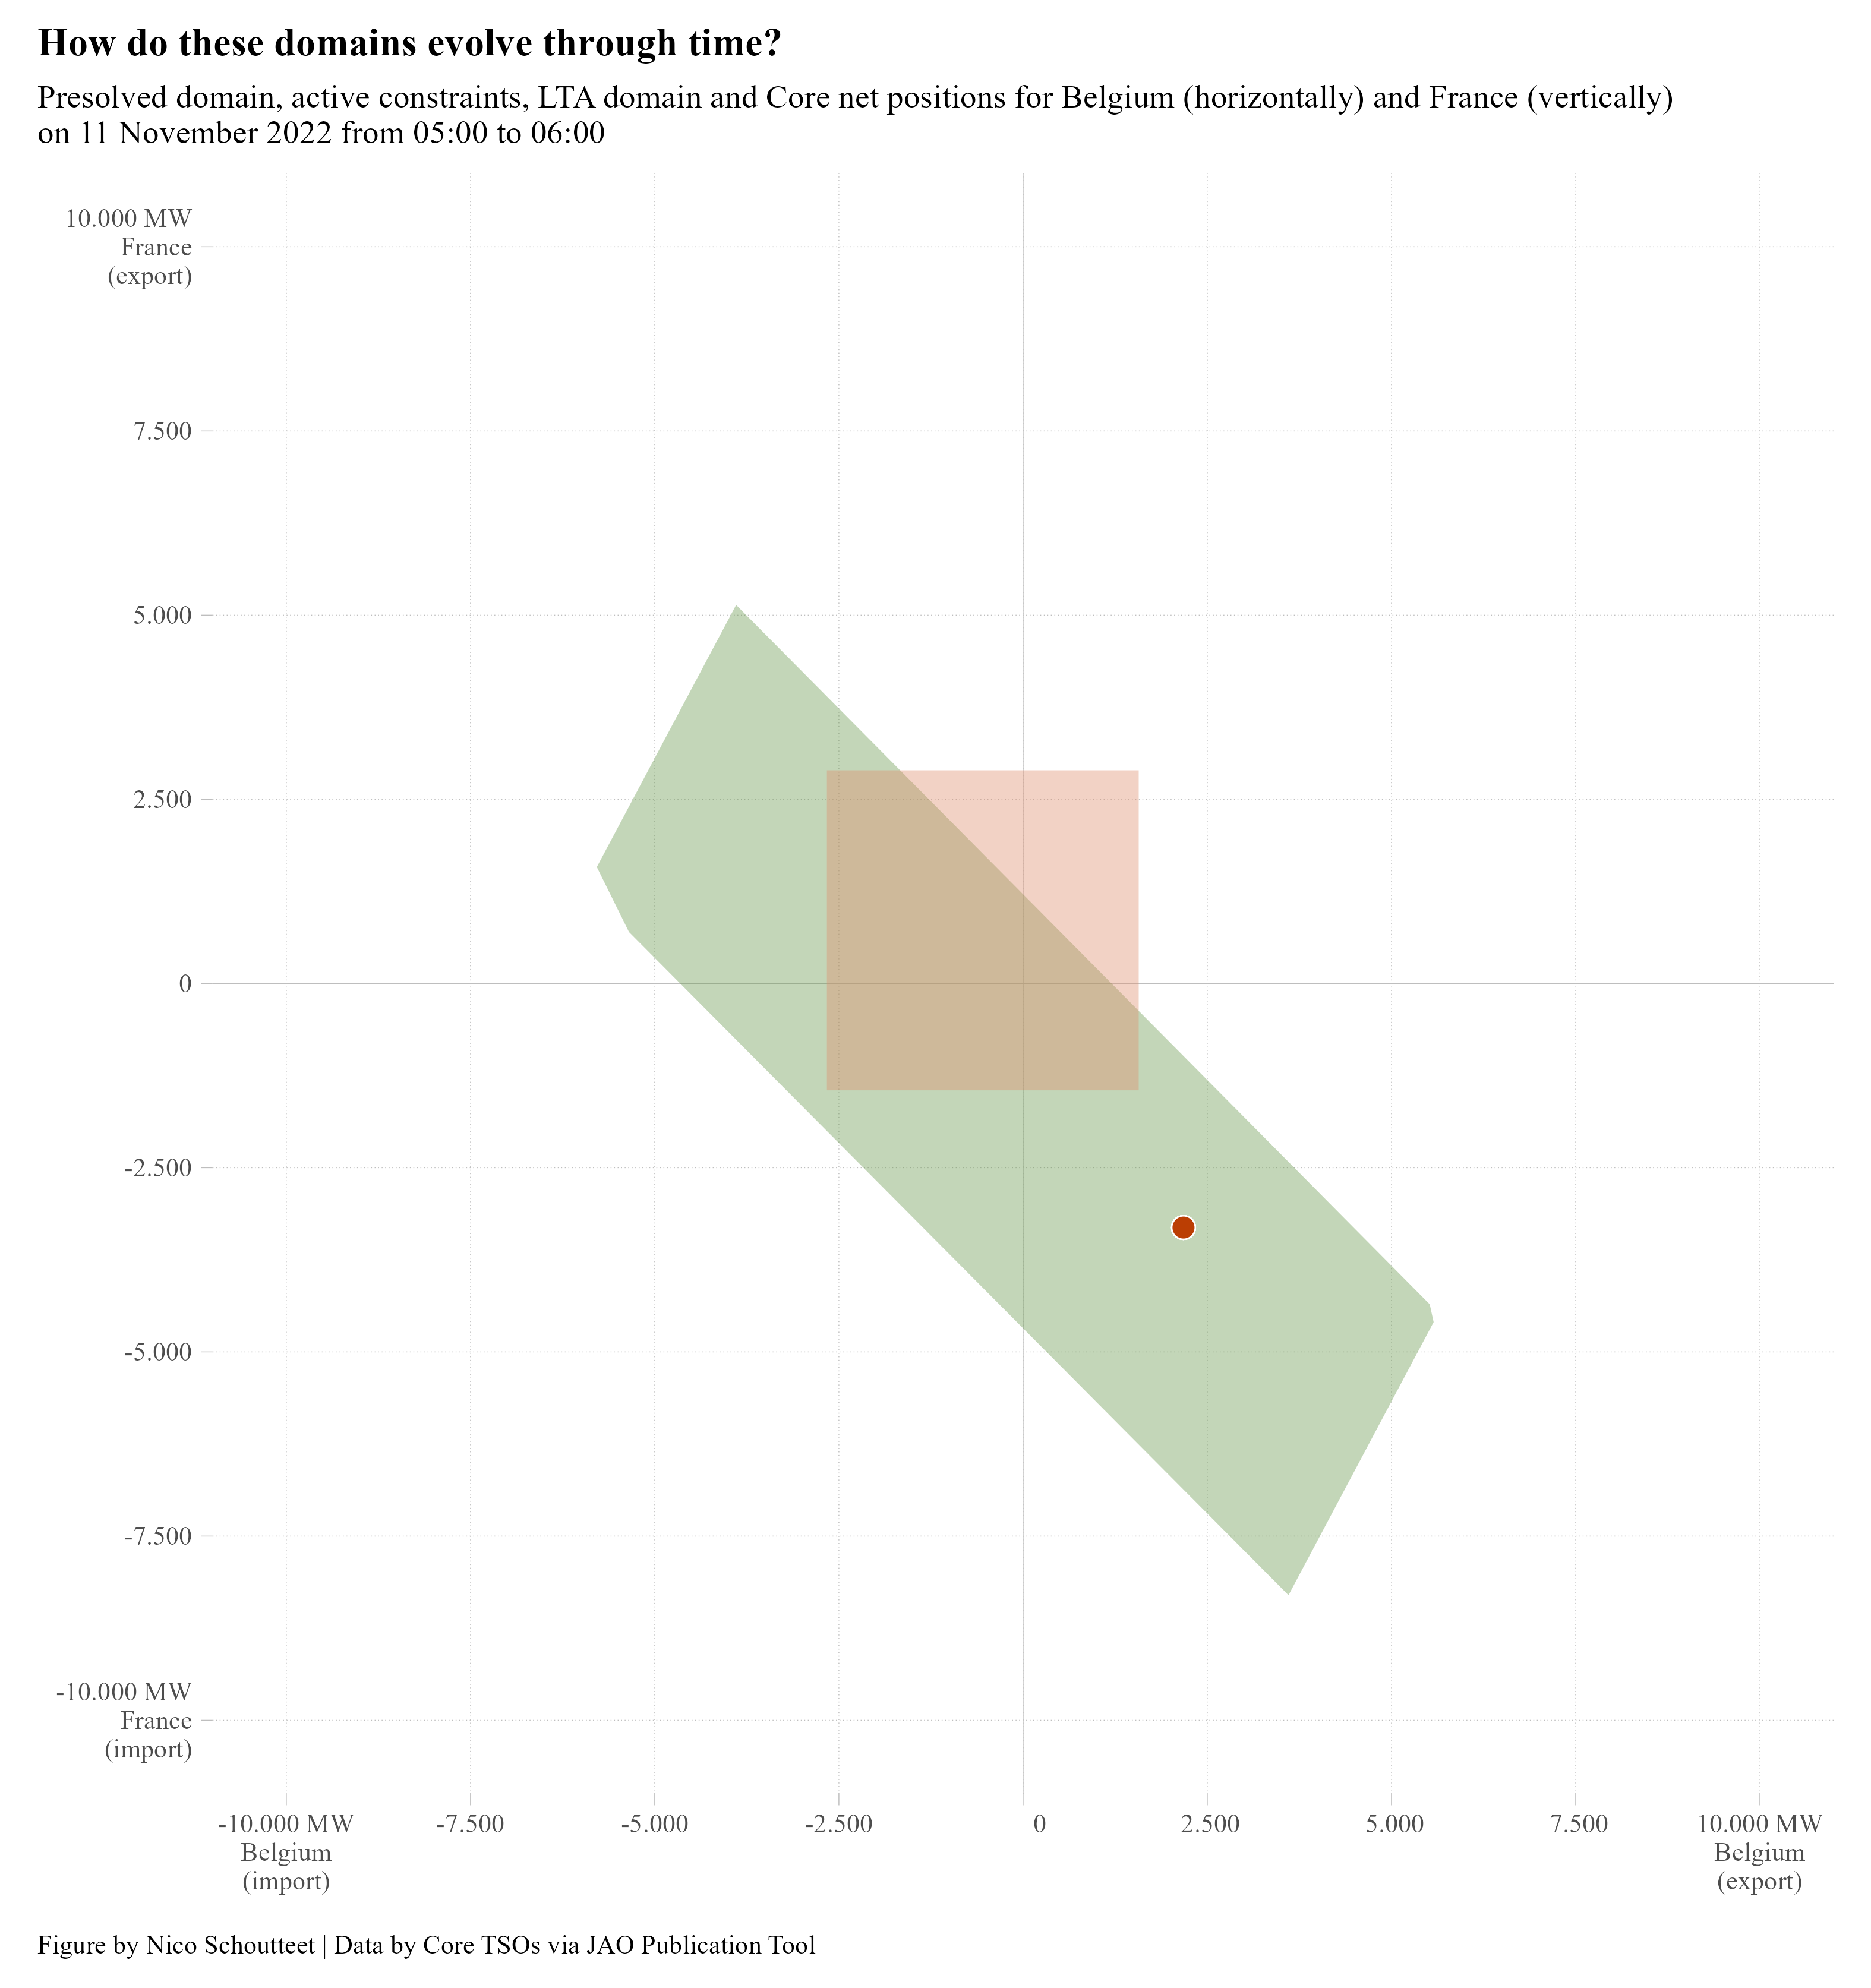 How do these domains evolve through time?
Presolved domain, active constraints, LTA domain and Core net positions for Belgium (horizontally) and France (vertically)
on 11 November 2022 from 05:00 to 06:00
10.000 MW
France
(export)
7.500
5.000
2.500
0
-2.500
-5.000
-7.500
-10.000 MW
France
(import)
-10.000 MW
Belgium
(import)
-7.500
-5.000
-2.500
0
2.500
5.000
7.500
10.000 MW
Belgium
(export)
Figure by Nico Schoutteet | Data by Core TSOs via JAO Publication Tool